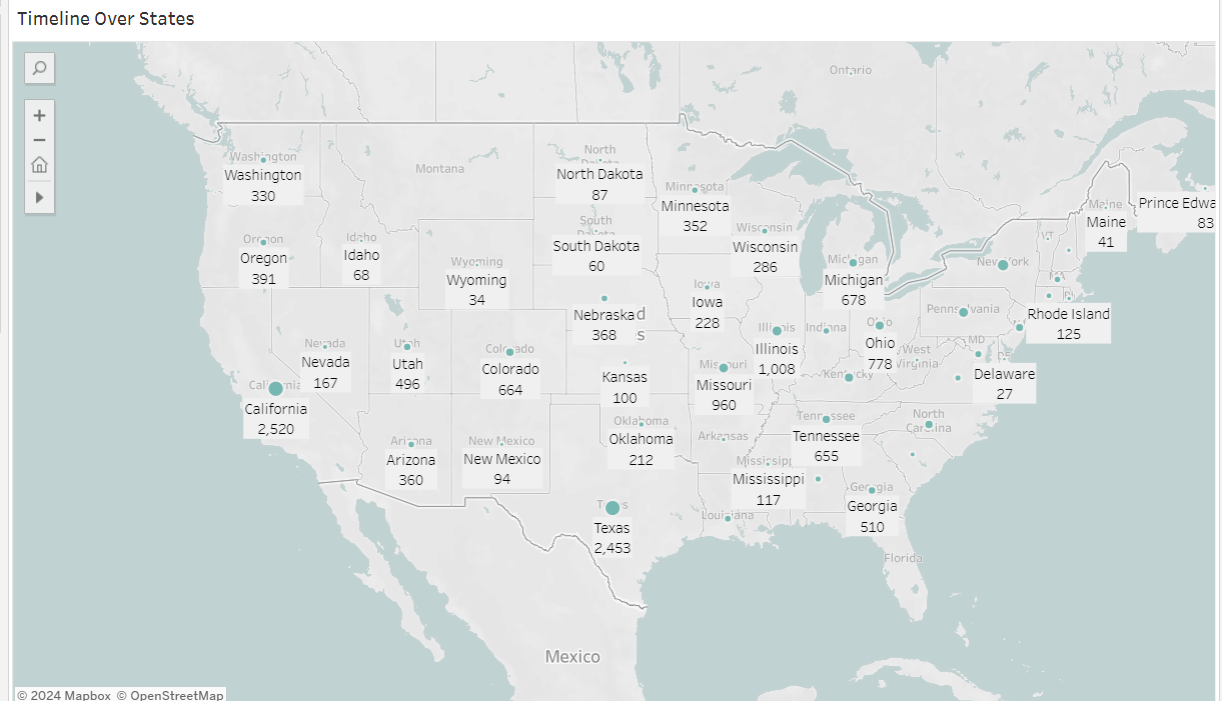 Timeline Over States
Ontario
Washington
Washington
330
Montana
North
North Dakota
87
Minnesota
Minnesota
352
Oregon
Oregon
391
Idaho
Idaho
68
Wyoming
Wyoming
34
South
South Dakota
60
Wisconsin
Wisconsin
286
Michigan
Michigan
678
New York
VT
Maine
Maine
41
Prince Edwa
83
Nebraska
368
Iowa
Iowa
228
Pennsylvania
Rhode Island
125
Nevada
Nevada
167
Utah
Utah
496
Colorado
Colorado
664
Kansas
100
Missouri
Missouri
960
Illinois
Illinois
1,008
Indiana
Ohio
Ohio
778
West
Virginia
MD
DE
Delaware
27
Kentucky
California
California
2,520
Arizona
Arizona
360
New Mexico
New Mexico
94
Oklahoma
Oklahoma
212
Arkansas
Tennessee
Tennessee
655
North
Carolina
Mississipp
Mississippi
117
Georgia
Georgia
510
Texas
Texas
2,453
Louisiana
Florida
Mexico
© 2024 Mapbox © OpenStreetMap